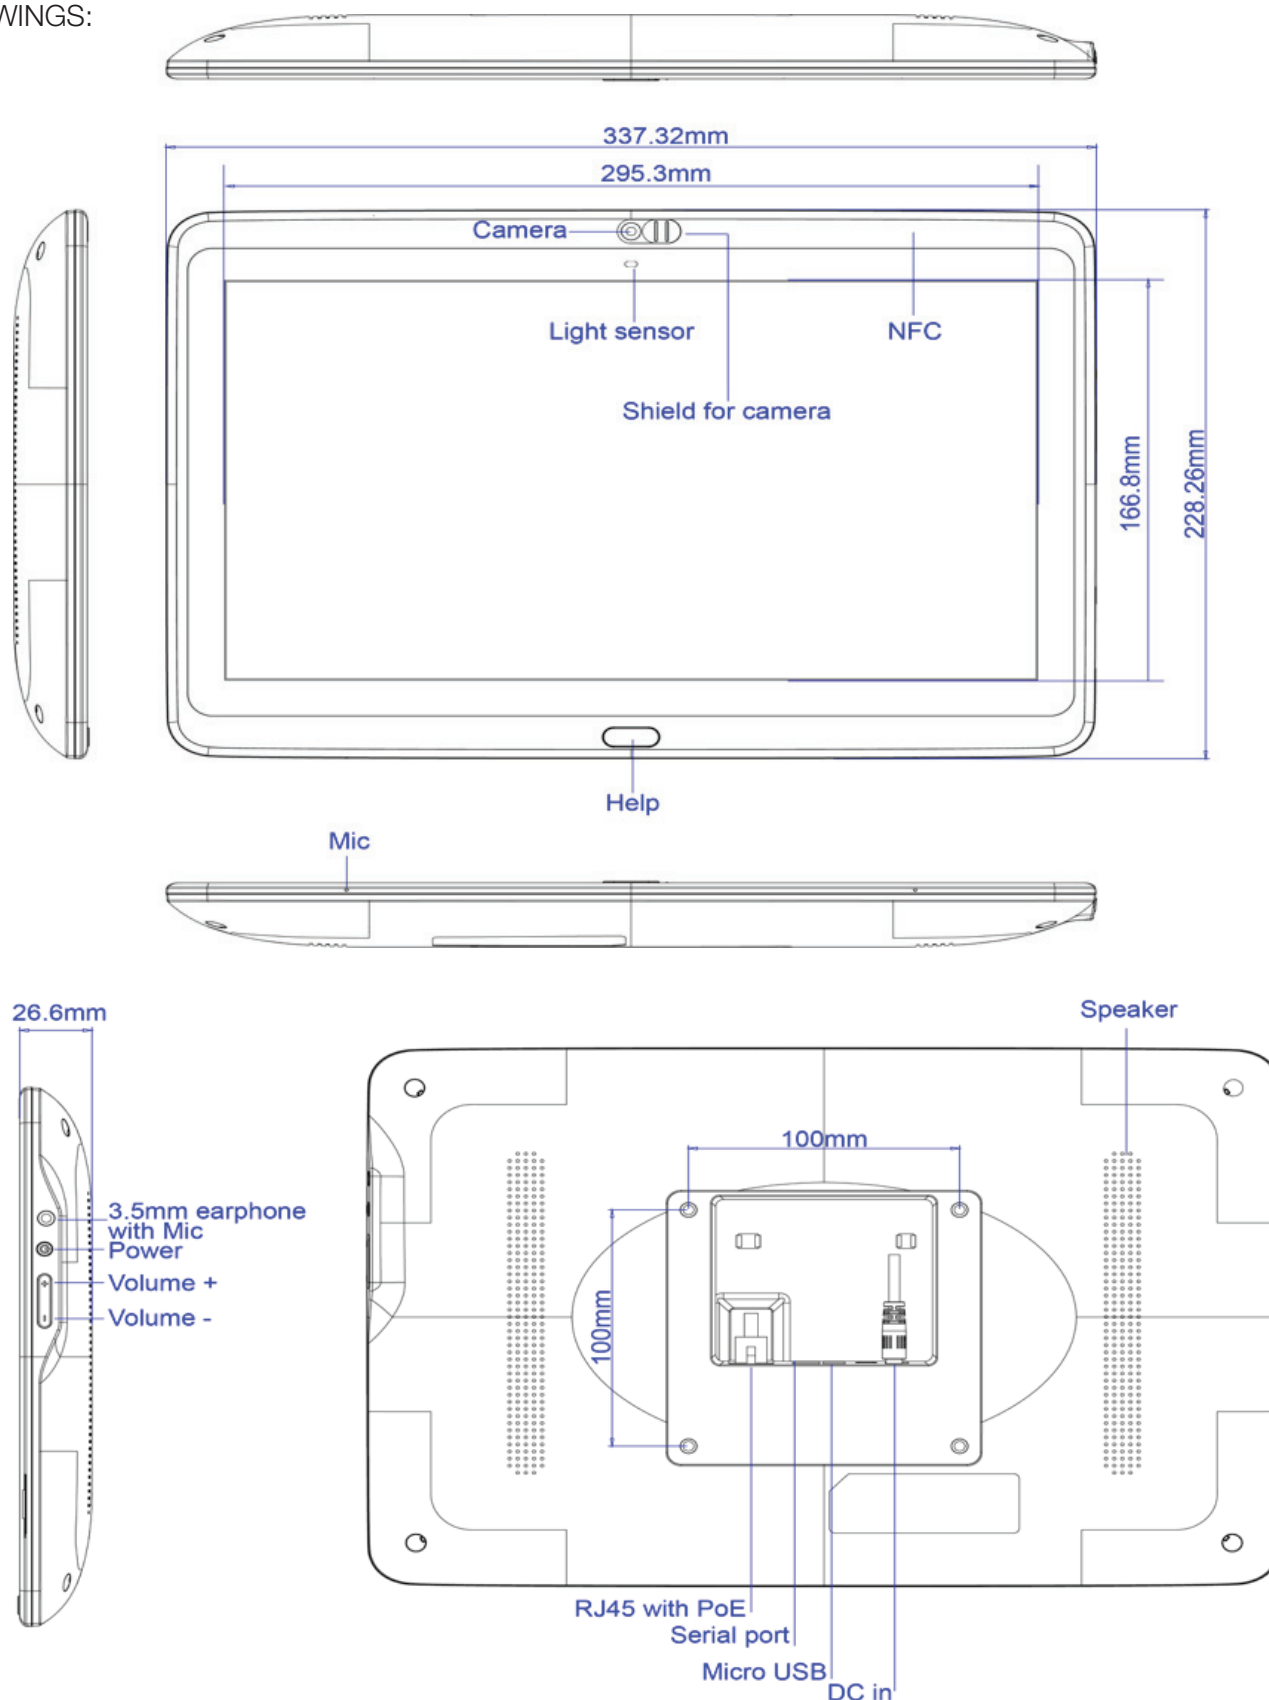 WINGS:
337.32mm
295.3mm
Camera
Light sensor
NFC
Shield for camera
166.8mm
228.26mm
Help
Mic
26.6mm
Speaker
100mm
3.5mm earphone
with Mic
Power
Volume +
Volume -
100mm
RJ45 with PoE
Serial port
Micro USB
DC in